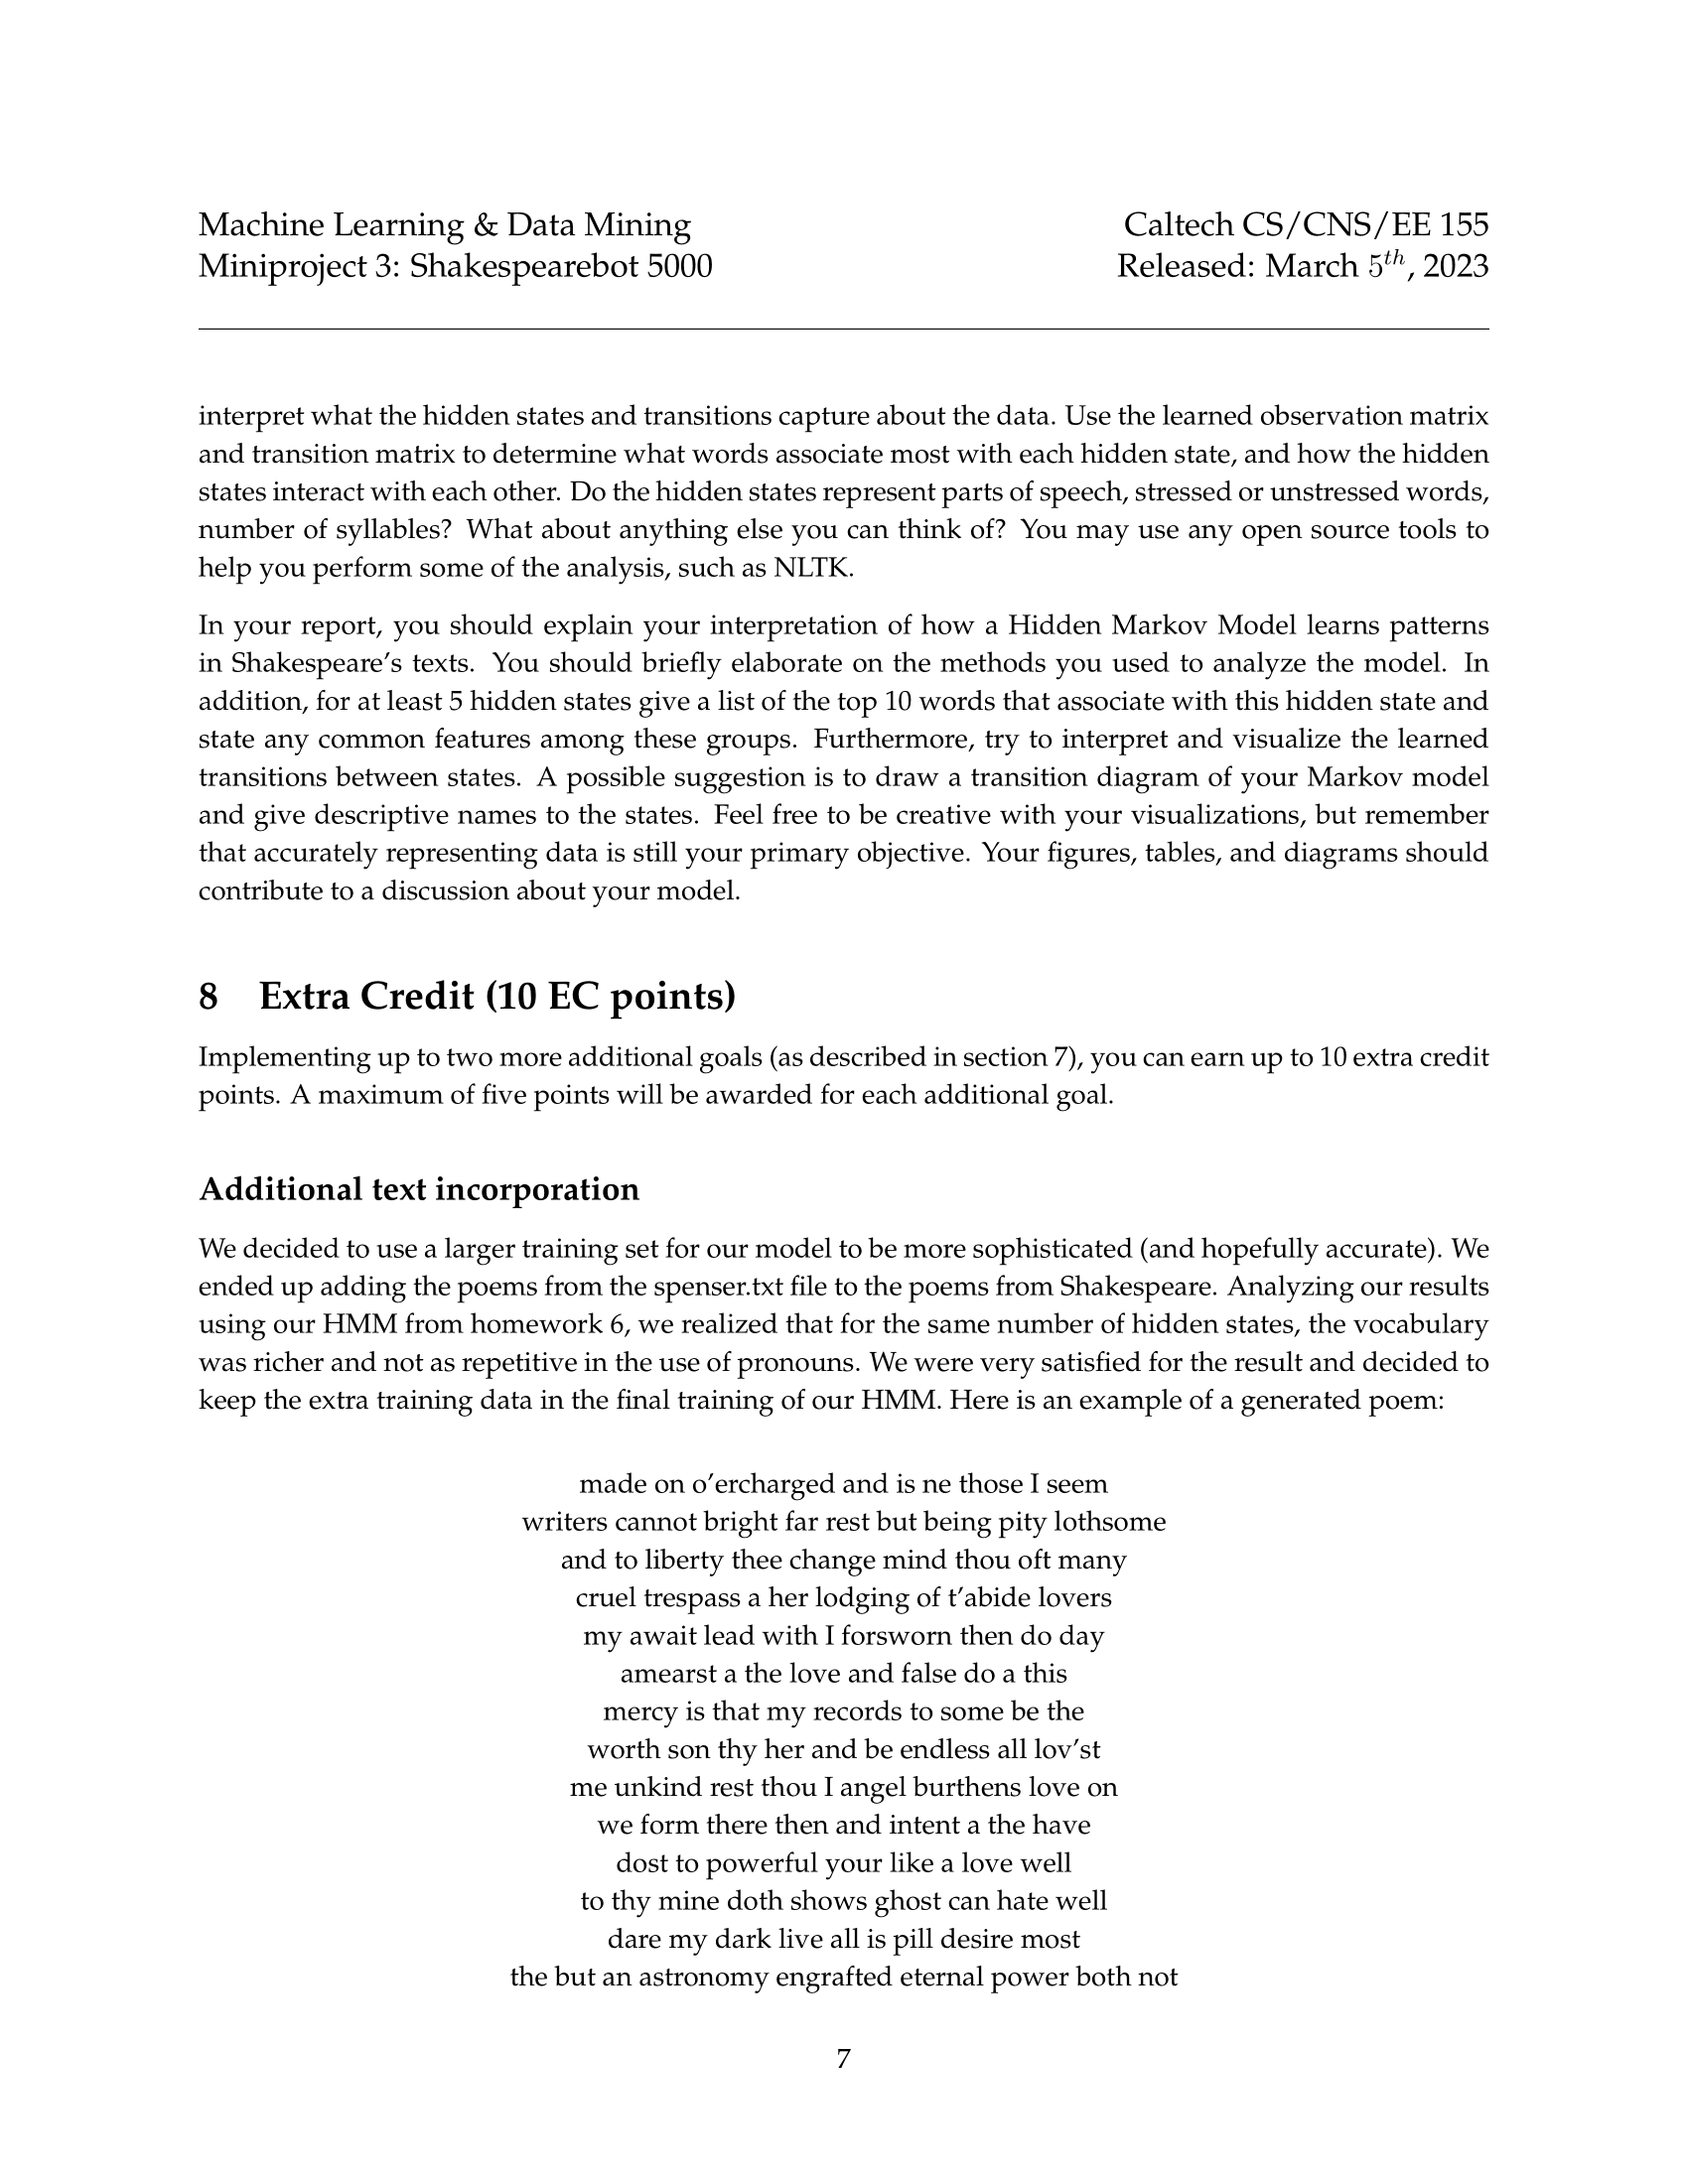 Machine Learning & Data Mining
Caltech CS/CNS/EE 155
Miniproject 3: Shakespearebot 5000
Released: March 5th, 2023
interpret what the hidden states and transitions capture about the data. Use the learned observation matrix
and transition matrix to determine what words associate most with each hidden state, and how the hidden
states interact with each other. Do the hidden states represent parts of speech, stressed or unstressed words,
number of syllables? What about anything else you can think of? You may use any open source tools to
help you perform some of the analysis, such as NLTK.
In your report, you should explain your interpretation of how a Hidden Markov Model learns patterns
in Shakespeare's texts. You should briefly elaborate on the methods you used to analyze the model. In
addition, for at least 5 hidden states give a list of the top 10 words that associate with this hidden state and
state any common features among these groups. Furthermore, try to interpret and visualize the learned
transitions between states. A possible suggestion is to draw a transition diagram of your Markov model
and give descriptive names to the states. Feel free to be creative with your visualizations, but remember
that accurately representing data is still your primary objective. Your figures, tables, and diagrams should
contribute to a discussion about your model.
8 Extra Credit (10 EC points)
Implementing up to two more additional goals (as described in section 7), you can earn up to 10 extra credit
points. A maximum of five points will be awarded for each additional goal.
Additional text incorporation
We decided to use a larger training set for our model to be more sophisticated (and hopefully accurate). We
ended up adding the poems from the spenser.txt file to the poems from Shakespeare. Analyzing our results
using our HMM from homework 6, we realized that for the same number of hidden states, the vocabulary
was richer and not as repetitive in the use of pronouns. We were very satisfied for the result and decided to
keep the extra training data in the final training of our HMM. Here is an example of a generated poem:
made on o'ercharged and is ne those I seem
writers cannot bright far rest but being pity lothsome
and to liberty thee change mind thou oft many
cruel trespass a her lodging of t'abide lovers
my await lead with I forsworn then do day
amearst a the love and false do a this
mercy is that my records to some be the
worth son thy her and be endless all lov'st
me unkind rest thou I angel burthens love on
we form there then and intent a the have
dost to powerful your like a love well
to thy mine doth shows ghost can hate well
dare my dark live all is pill desire most
the but an astronomy engrafted eternal power both not
7